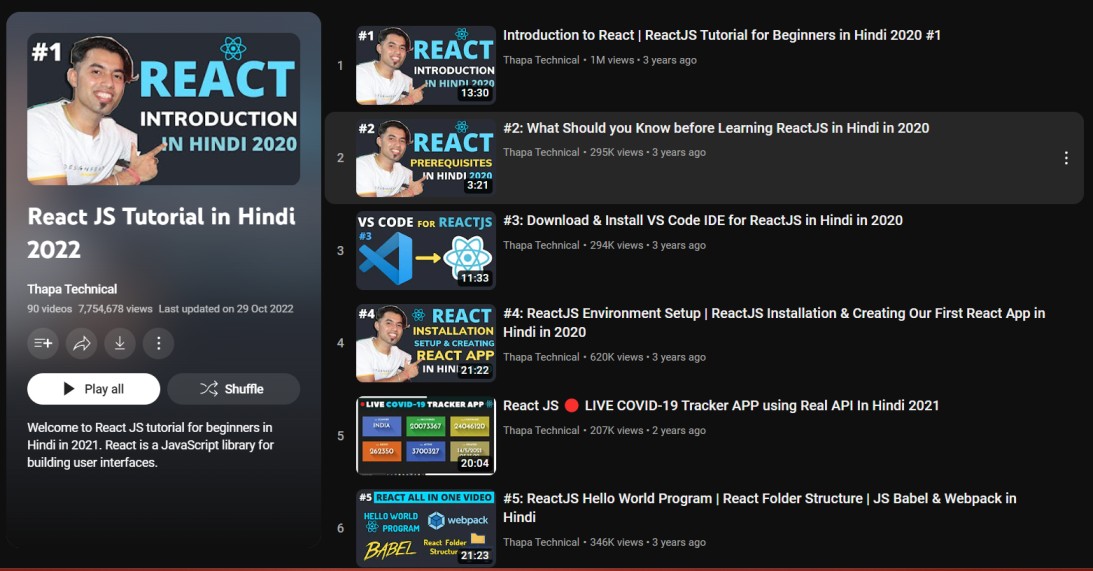 #1
REACT
INTRODUCTION
IN HINDI 2020
React JS Tutorial in Hindi
2022
Thapa Technical
90 videos 7,754,678 views Last updated on 29 Oct 2022
Play all
Shuffle
Welcome to React JS tutorial for beginners in
Hindi in 2021. React is a JavaScript library for
building user interfaces.
1
#1
REACT
INTRODUCTION
IN HINDI 2020
13:30
Introduction to React | ReactJS Tutorial for Beginners in Hindi 2020 #1
Thapa Technical • 1M views • 3 years ago
2
#2
REACT
PREREQUISITES
IN HINDI 2020
3:21
#2: What Should you Know before Learning ReactJS in Hindi in 2020
Thapa Technical • 295K views • 3 years ago
3
VS CODE FOR REACTJS
#3
11:33
#3: Download & Install VS Code IDE for ReactJS in Hindi in 2020
Thapa Technical • 294K views • 3 years ago
4
#4
REACT
INSTALLATION
SETUP & CREATING
REACT APP
IN HIN
21:22
#4: ReactJS Environment Setup | ReactJS Installation & Creating Our First React App in
Hindi in 2020
Thapa Technical • 620K views • 3 years ago
5
LIVE COVID-19 TRACKER APP
INDIA
20073367
24046120
262350
3700327
20:04
React JS 🔴 LIVE COVID-19 Tracker APP using Real API In Hindi 2021
Thapa Technical • 207K views • 2 years ago
6
#5 REACT ALL IN ONE VIDEO
HELLO WORLD
PROGRAM
webpack
BABEL
React Folder
Structur
21:23
#5: ReactJS Hello World Program | React Folder Structure | JS Babel & Webpack in
Hindi
Thapa Technical • 346K views • 3 years ago